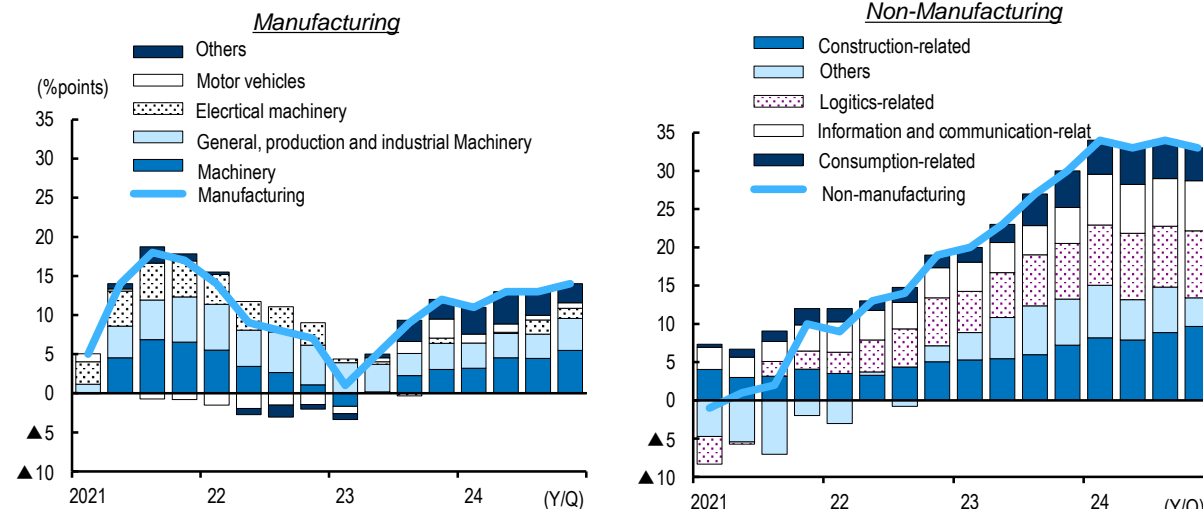 Manufacturing
Others
Motor vehicles
Elecrtical machinery
General, production and industrial Machinery
Machinery
Manufacturing
(%points)
35
30
25
20
15
10
5
0
▲ 5
▲ 10
2021 22 23 24 (Y/Q)
Non-Manufacturing
Construction-related
Others
Logitics-related
Information and communication-relat
Consumption-related
Non-manufacturing
35
30
25
20
15
10
5
0
▲ 5
▲ 10
2021 22 23 24 (Y/Q)